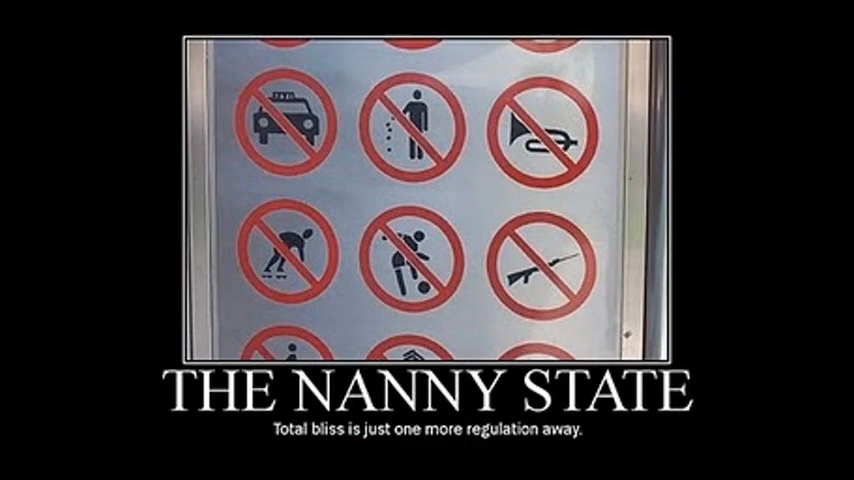 THE NANNY STATE
Total bliss is just one more regulation away.